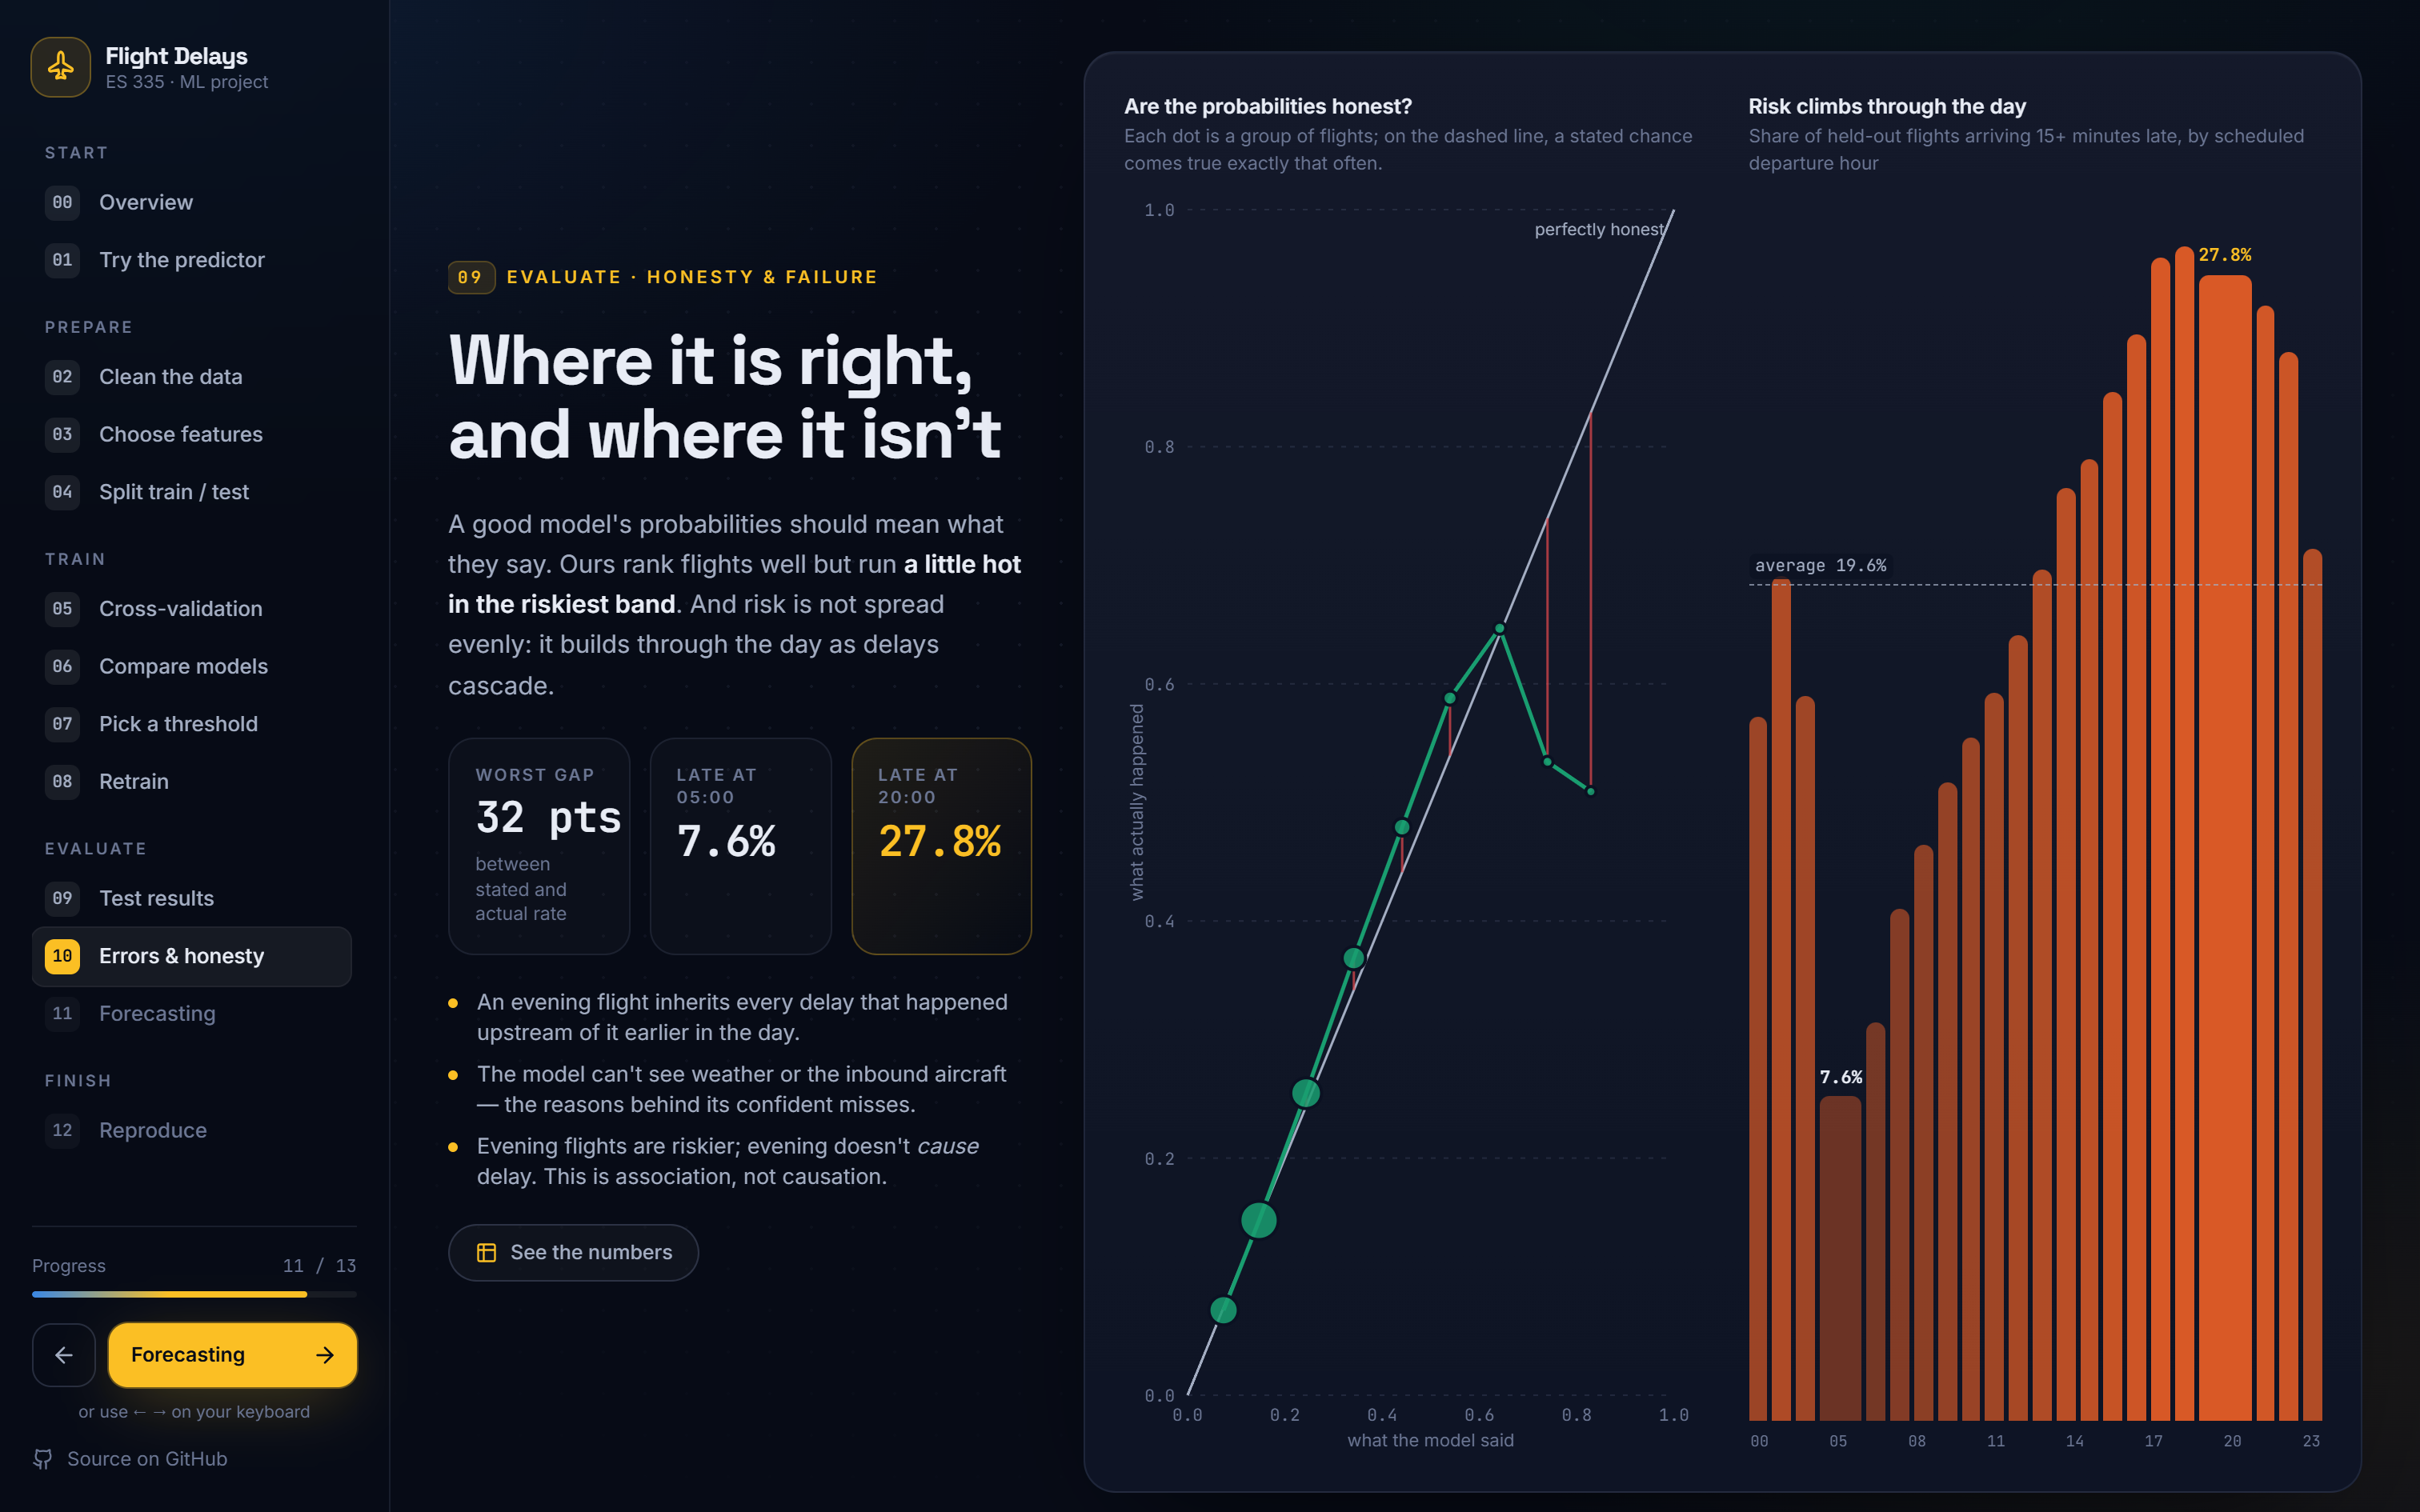 Flight Delays
ES 335 · ML project
START
00 Overview
01 Try the predictor
PREPARE
02 Clean the data
03 Choose features
04 Split train / test
TRAIN
05 Cross-validation
06 Compare models
07 Pick a threshold
08 Retrain
EVALUATE
09 Test results
10 Errors & honesty
11 Forecasting
FINISH
12 Reproduce
Progress 11 / 13
Forecasting
or use ← → on your keyboard
Source on GitHub
09 EVALUATE · HONESTY & FAILURE
Where it is right,
and where it isn’t
A good model's probabilities should mean what
they say. Ours rank flights well but run a little hot
in the riskiest band. And risk is not spread
evenly: it builds through the day as delays
cascade.
WORST GAP
32 pts
between
stated and
actual rate
LATE AT
05:00
7.6%
LATE AT
20:00
27.8%
An evening flight inherits every delay that happened
upstream of it earlier in the day.
The model can't see weather or the inbound aircraft
— the reasons behind its confident misses.
Evening flights are riskier; evening doesn't cause
delay. This is association, not causation.
See the numbers
Are the probabilities honest?
Each dot is a group of flights; on the dashed line, a stated chance
comes true exactly that often.
1.0
perfectly honest
0.8
0.6
what actually happened
0.4
0.2
0.0
0.0 0.2 0.4 0.6 0.8 1.0
what the model said
Risk climbs through the day
Share of held-out flights arriving 15+ minutes late, by scheduled
departure hour
27.8%
average 19.6%
7.6%
00 05 08 11 14 17 20 23